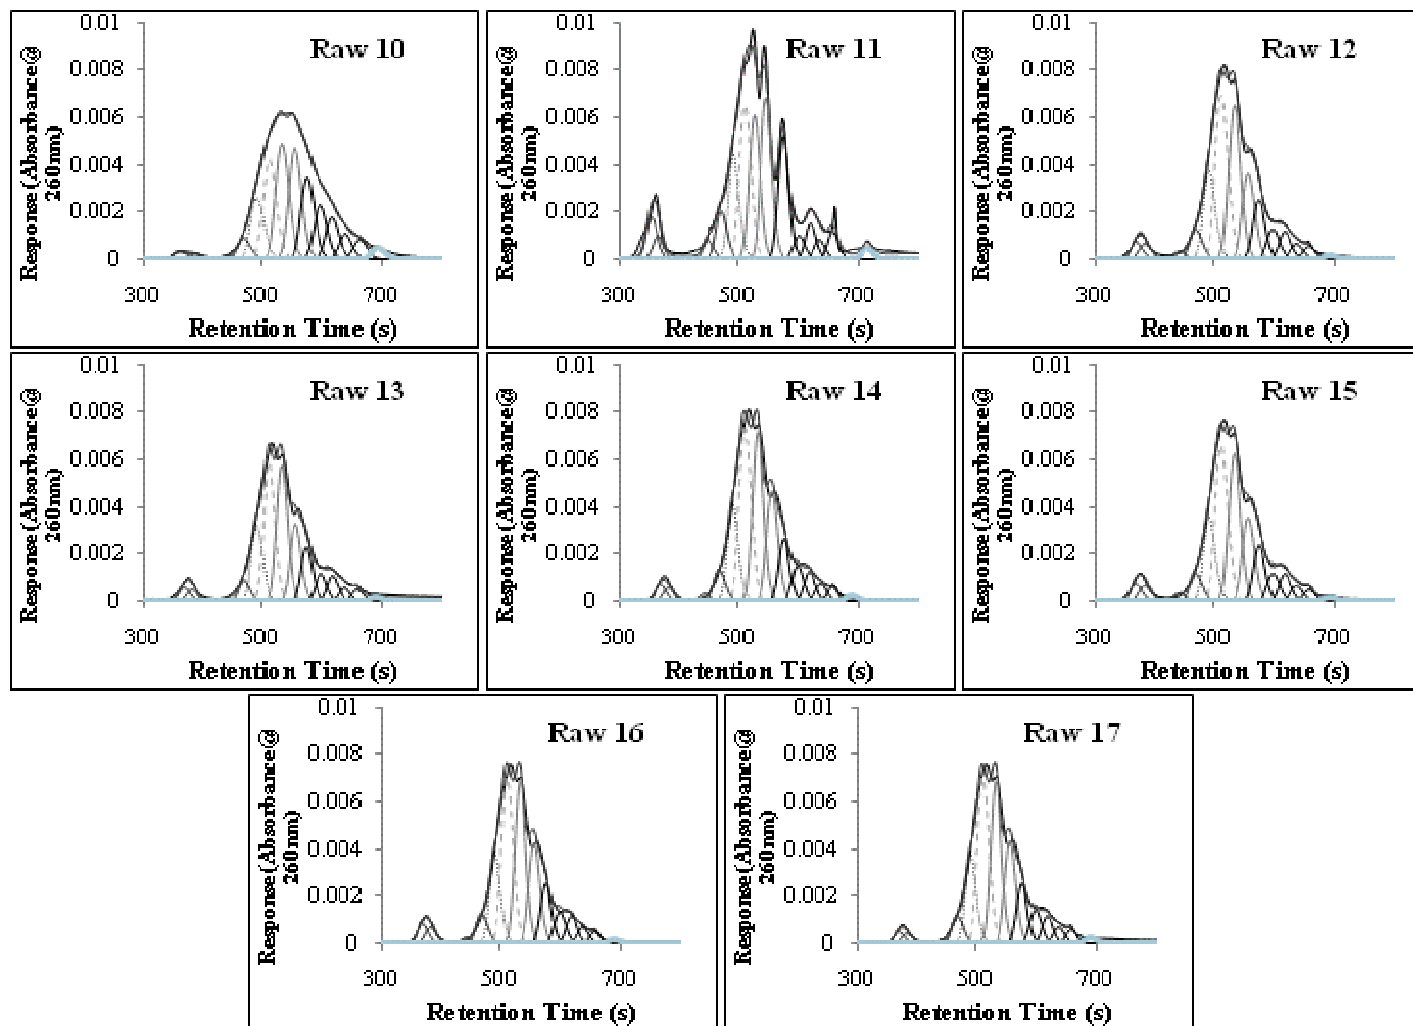 Raw 10
Response (Absorbance@
260nm)
0.01
0.008
0.006
0.004
0.002
0
300 500 700
Retention Time (s)
Raw 11
Response (Absorbance@
260nm)
0.01
0.008
0.006
0.004
0.002
0
300 500 700
Retention Time (s)
Raw 12
Response (Absorbance@
260nm)
0.01
0.008
0.006
0.004
0.002
0
300 500 700
Retention Time (s)
Raw 13
Response (Absorbance@
260nm)
0.01
0.008
0.006
0.004
0.002
0
300 500 700
Retention Time (s)
Raw 14
Response (Absorbance@
260nm)
0.01
0.008
0.006
0.004
0.002
0
300 500 700
Retention Time (s)
Raw 15
Response (Absorbance@
260nm)
0.01
0.008
0.006
0.004
0.002
0
300 500 700
Retention Time (s)
Raw 16
Response (Absorbance@
260nm)
0.01
0.008
0.006
0.004
0.002
0
300 500 700
Retention Time (s)
Raw 17
Response (Absorbance@
260nm)
0.01
0.008
0.006
0.004
0.002
0
300 500 700
Retention Time (s)